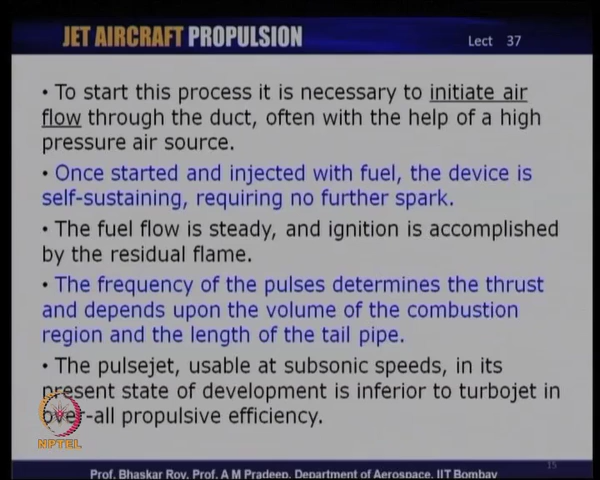 JET AIRCRAFT PROPULSION
Lect 37
• To start this process it is necessary to initiate air
flow through the duct, often with the help of a high
pressure air source.
• Once started and injected with fuel, the device is
self-sustaining, requiring no further spark.
• The fuel flow is steady, and ignition is accomplished
by the residual flame.
• The frequency of the pulses determines the thrust
and depends upon the volume of the combustion
region and the length of the tail pipe.
• The pulsejet, usable at subsonic speeds, in its
present state of development is inferior to turbojet in
over-all propulsive efficiency.
NPTEL
15
Prof. Bhaskar Roy, Prof. A M Pradeep, Department of Aerospace, IIT Bombay